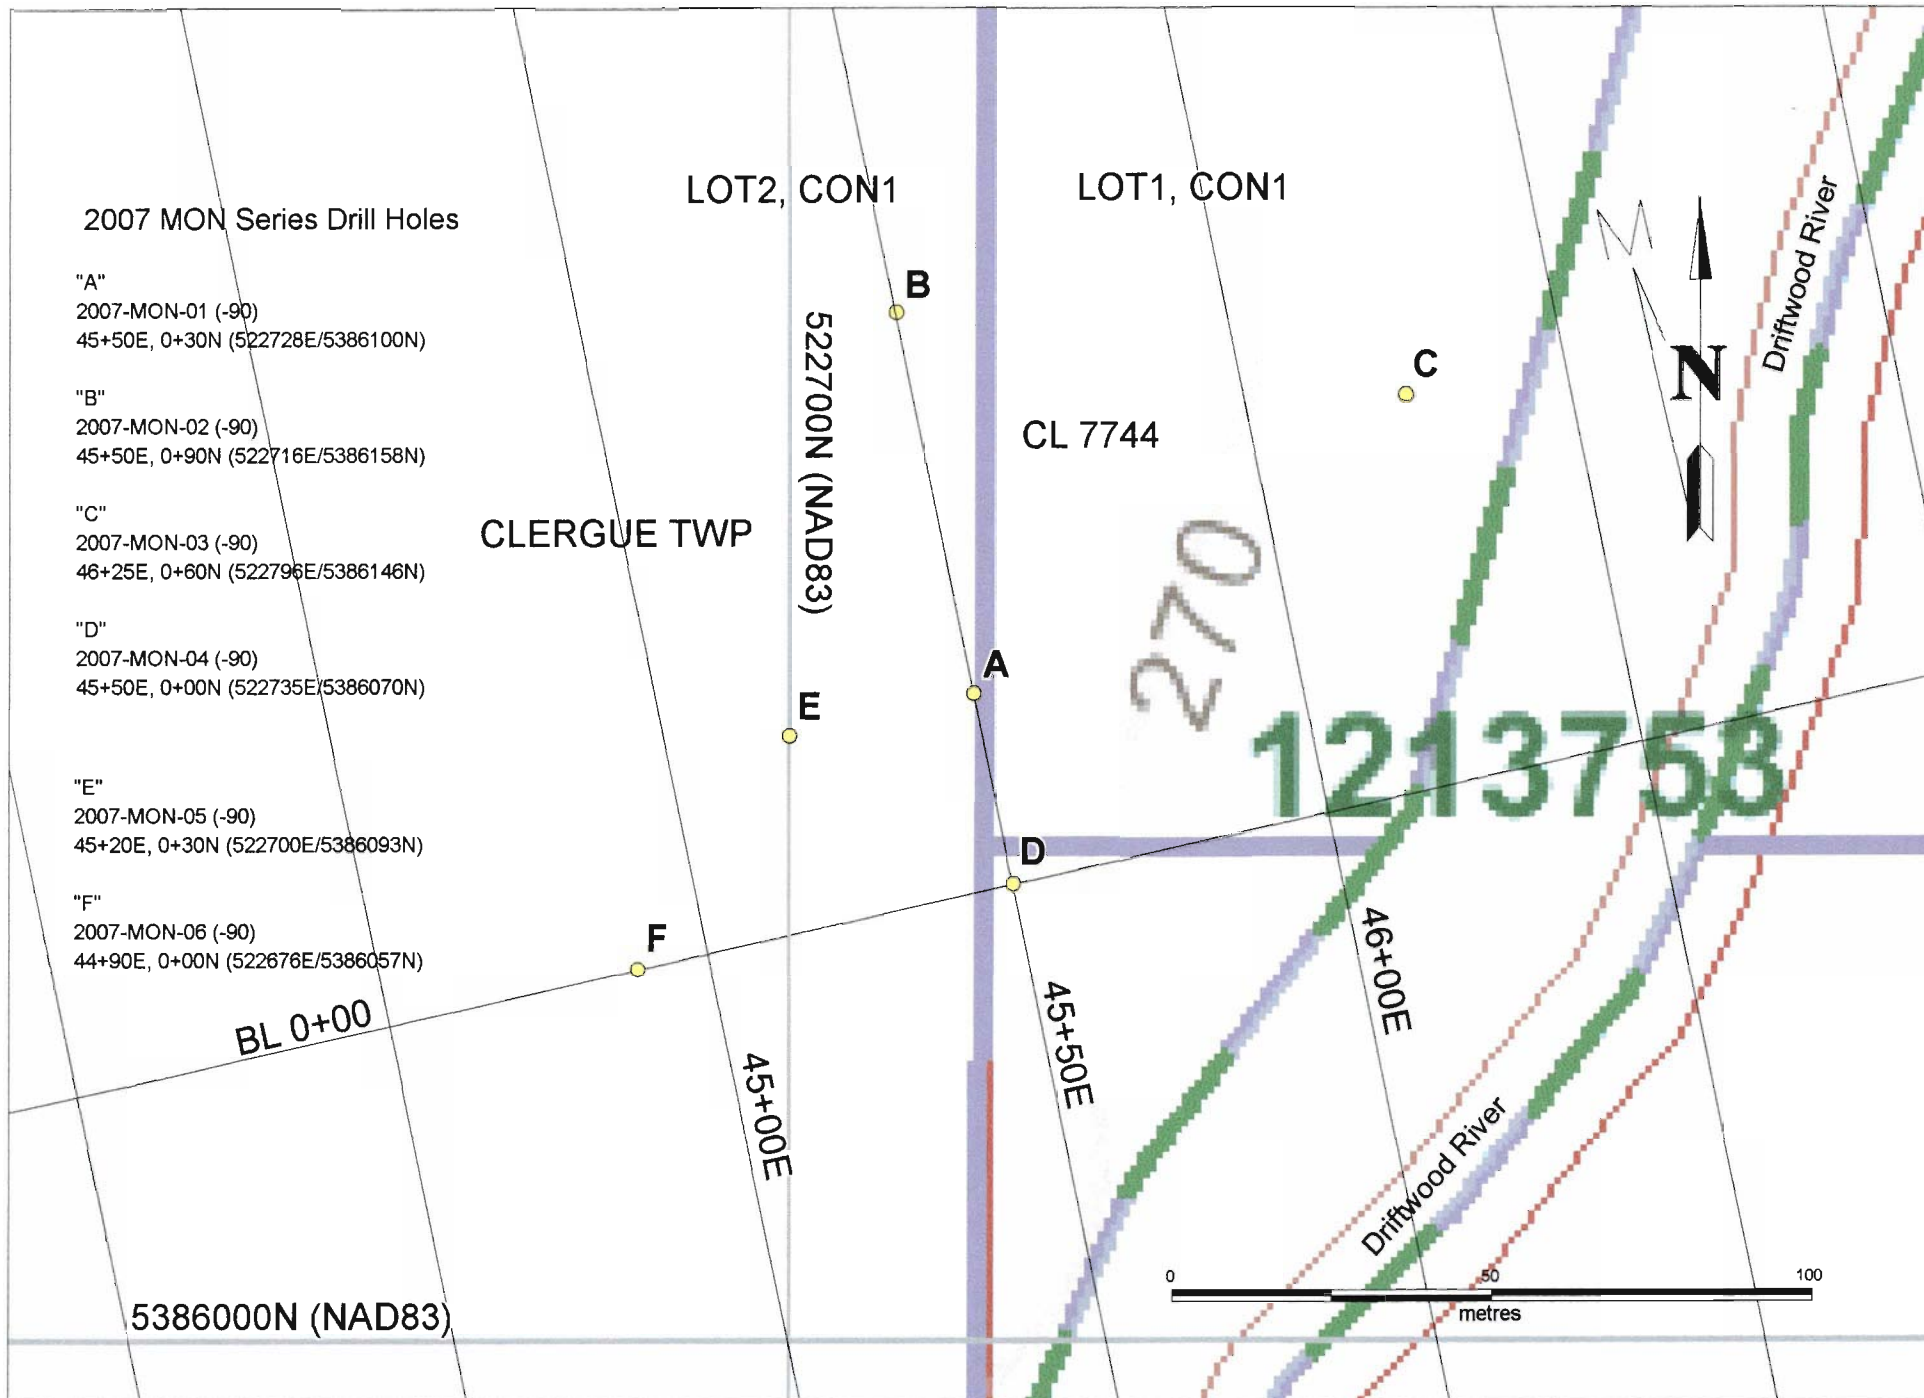 2007 MON Series Drill Holes
"A"
2007-MON-01 (-90)
45+50E, 0+30N (522728E/5386100N)
"B"
2007-MON-02 (-90)
45+50E, 0+90N (522716E/5386158N)
"C"
2007-MON-03 (-90)
46+25E, 0+60N (522796E/5386146N)
"D"
2007-MON-04 (-90)
45+50E, 0+00N (522735E/5386070N)
"E"
2007-MON-05 (-90)
45+20E, 0+30N (522700E/5386093N)
"F"
2007-MON-06 (-90)
44+90E, 0+00N (522676E/5386057N)
LOT2, CON1
LOT1, CON1
B
C
522700N (NAD83)
CL 7744
CLERGUE TWP
N
Driftwood River
270
A
E
1213758
D
F
BL 0+00
45+00E
45+50E
46+00E
Driftwood River
0 50 100
metres
5386000N (NAD83)